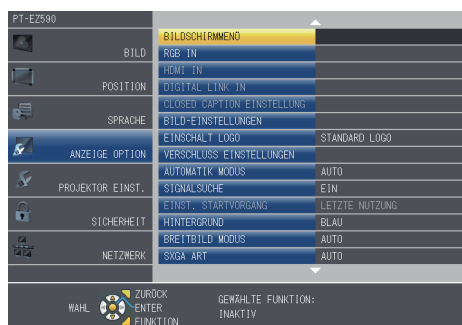 PT-EZ590
BILD
POSITION
SPRACHE
ANZEIGE OPTION
PROJEKTOR EINST.
SICHERHEIT
NETZWERK
BILDSCHIRMMENÜ
RGB IN
HDMI IN
DIGITAL LINK IN
CLOSED CAPTION EINSTELLUNG
BILD-EINSTELLUNGEN
EINSCHALT LOGO STANDARD LOGO
VERSCHLUSS EINSTELLUNGEN
AUTOMATIK MODUS AUTO
SIGNALSUCHE EIN
EINST. STARTVORGANG LETZTE NUTZUNG
HINTERGRUND BLAU
BREITBILD MODUS AUTO
SXGA ART AUTO
WAHL
ZURÜCK
ENTER
FUNKTION
GEWÄHLTE FUNKTION:
INAKTIV